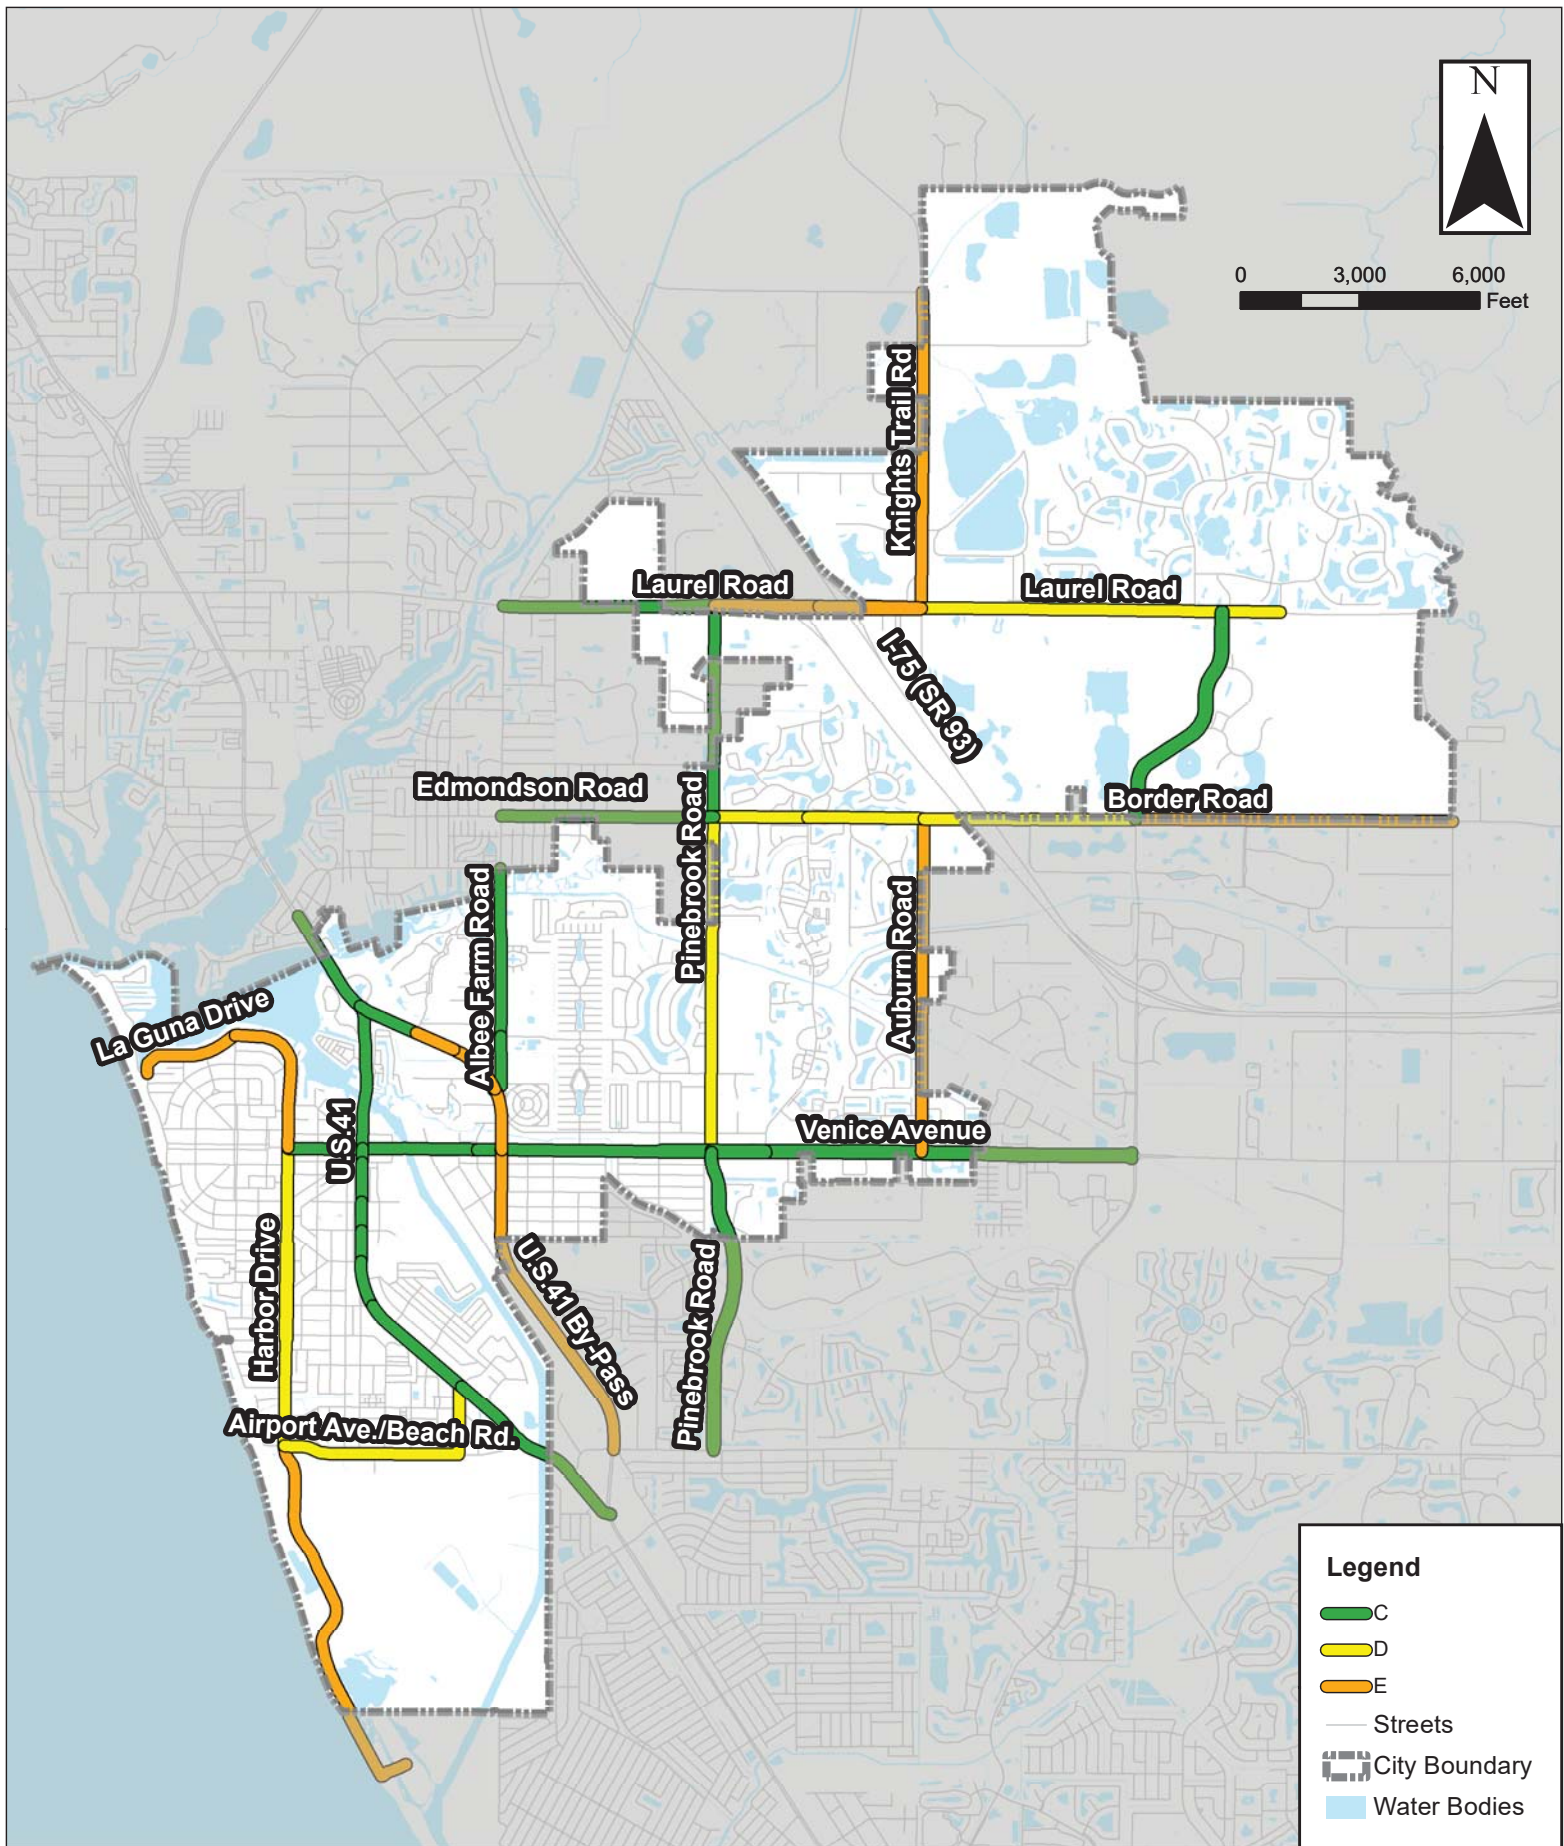 N
0 3,000 6,000
Feet
Knights Trail Rd
Laurel Road
Laurel Road
I-75 (SR 93)
Edmondson Road
Pinebrook Road
Border Road
Albee Farm Road
Auburn Road
La Guna Drive
U.S.41
Venice Avenue
Harbor Drive
U.S.41 By-Pass
Pinebrook Road
Airport Ave./Beach Rd.
Legend
C
D
E
Streets
City Boundary
Water Bodies